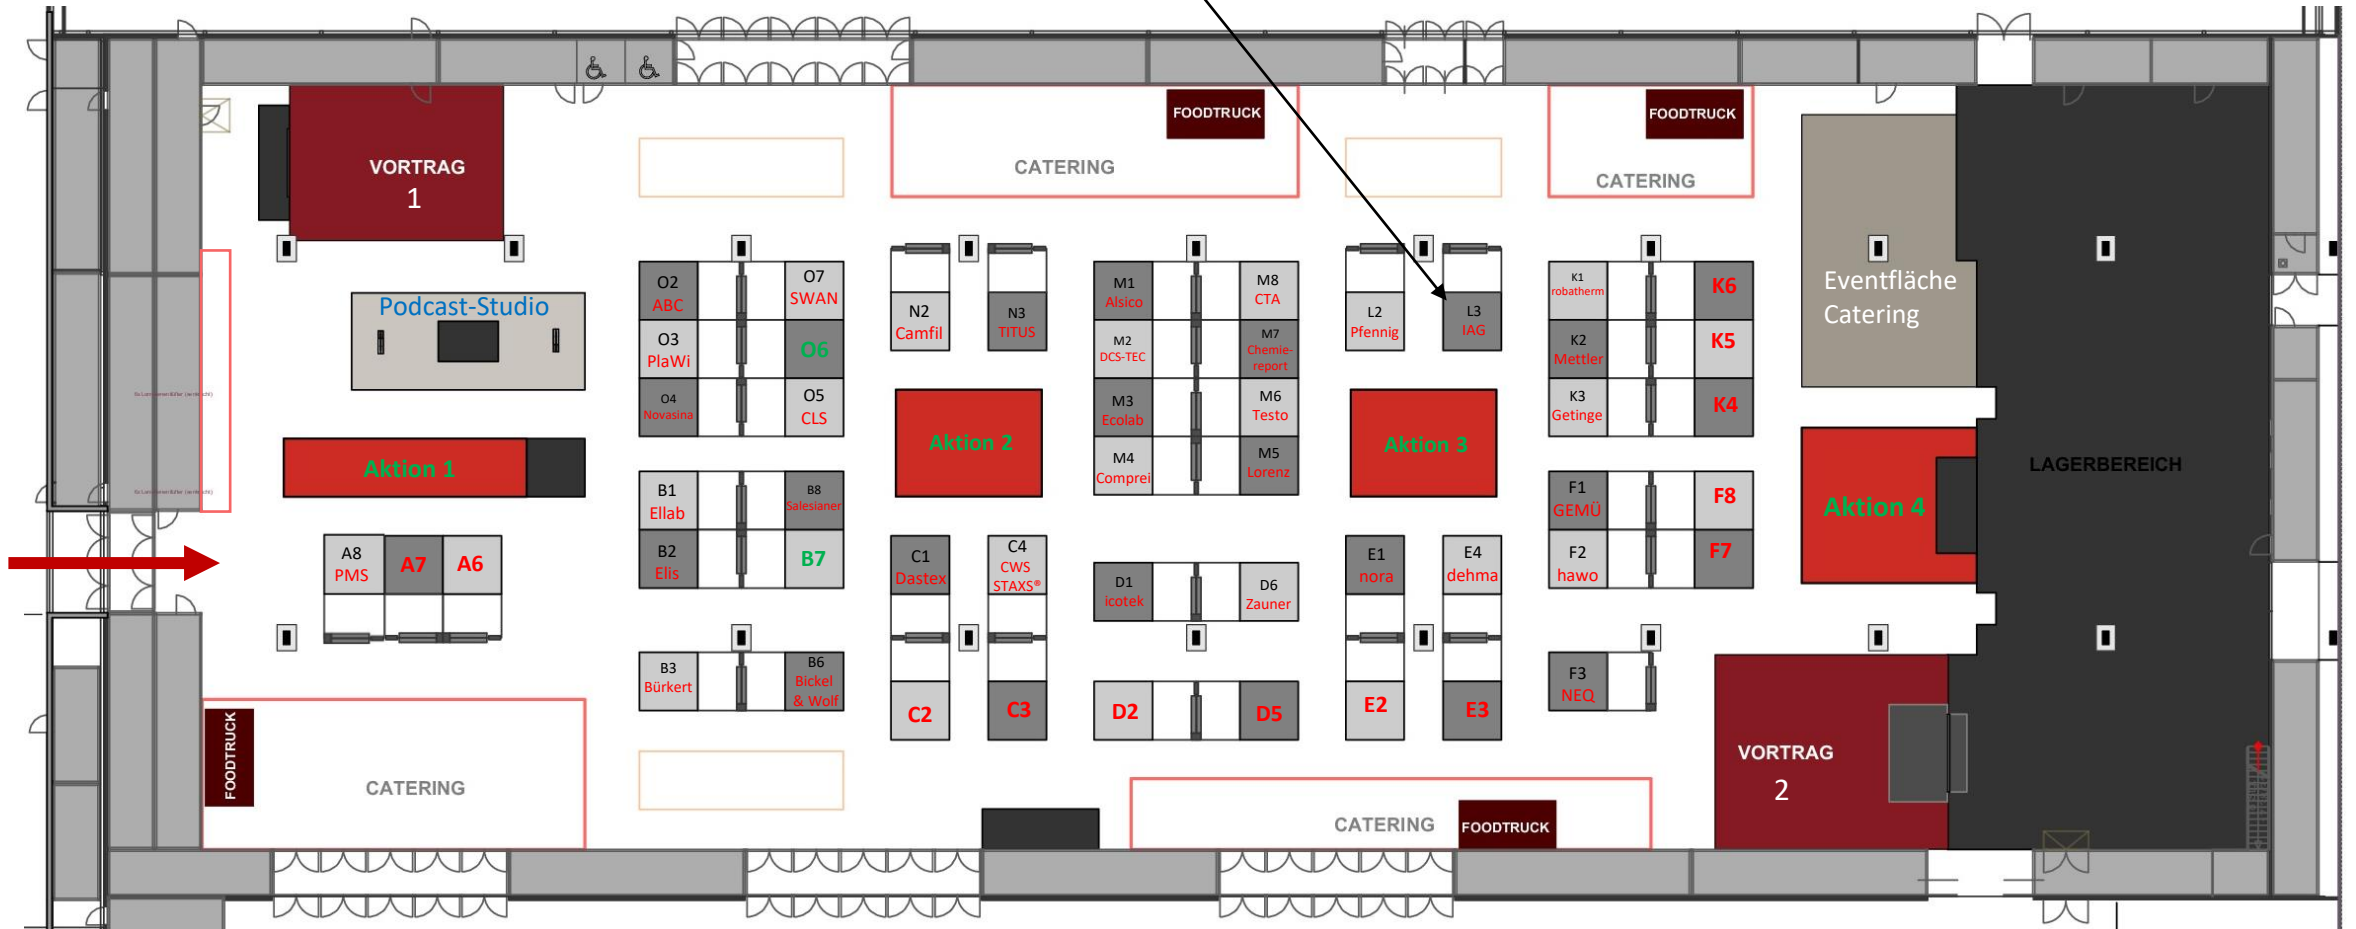 FOODTRUCK
FOODTRUCK
VORTRAG
1
CATERING
CATERING
Podcast-Studio
Eventfläche
Catering
O2
ABC
O7
SWAN
O3
PlaWi
O6
O4
Novasina
O5
CLS
N2
Camfil
N3
TITUS
M1
Alsico
M8
CTA
M2
DCS-TEC
M7
Chemie-
report
M3
Ecolab
M6
Testo
M4
Comprei
M5
Lorenz
L2
Pfennig
L3
IAG
K1
robatherm
K6
K2
Mettler
K5
K3
Getinge
K4
Aktion 1
Aktion 2
Aktion 3
Aktion 4
LAGERBEREICH
A8
PMS
A7
A6
B1
Ellab
B8
Salesianer
B2
Elis
B7
B3
Bürkert
B6
Bickel
& Wolf
C1
Dastex
C4
CWS
STAXS®
C2
C3
D1
icotek
D6
Zauner
D2
D5
E1
nora
E4
dehma
E2
E3
F1
GEMÜ
F8
F2
hawo
F7
F3
NEQ
FOODTRUCK
CATERING
CATERING
FOODTRUCK
VORTRAG
2